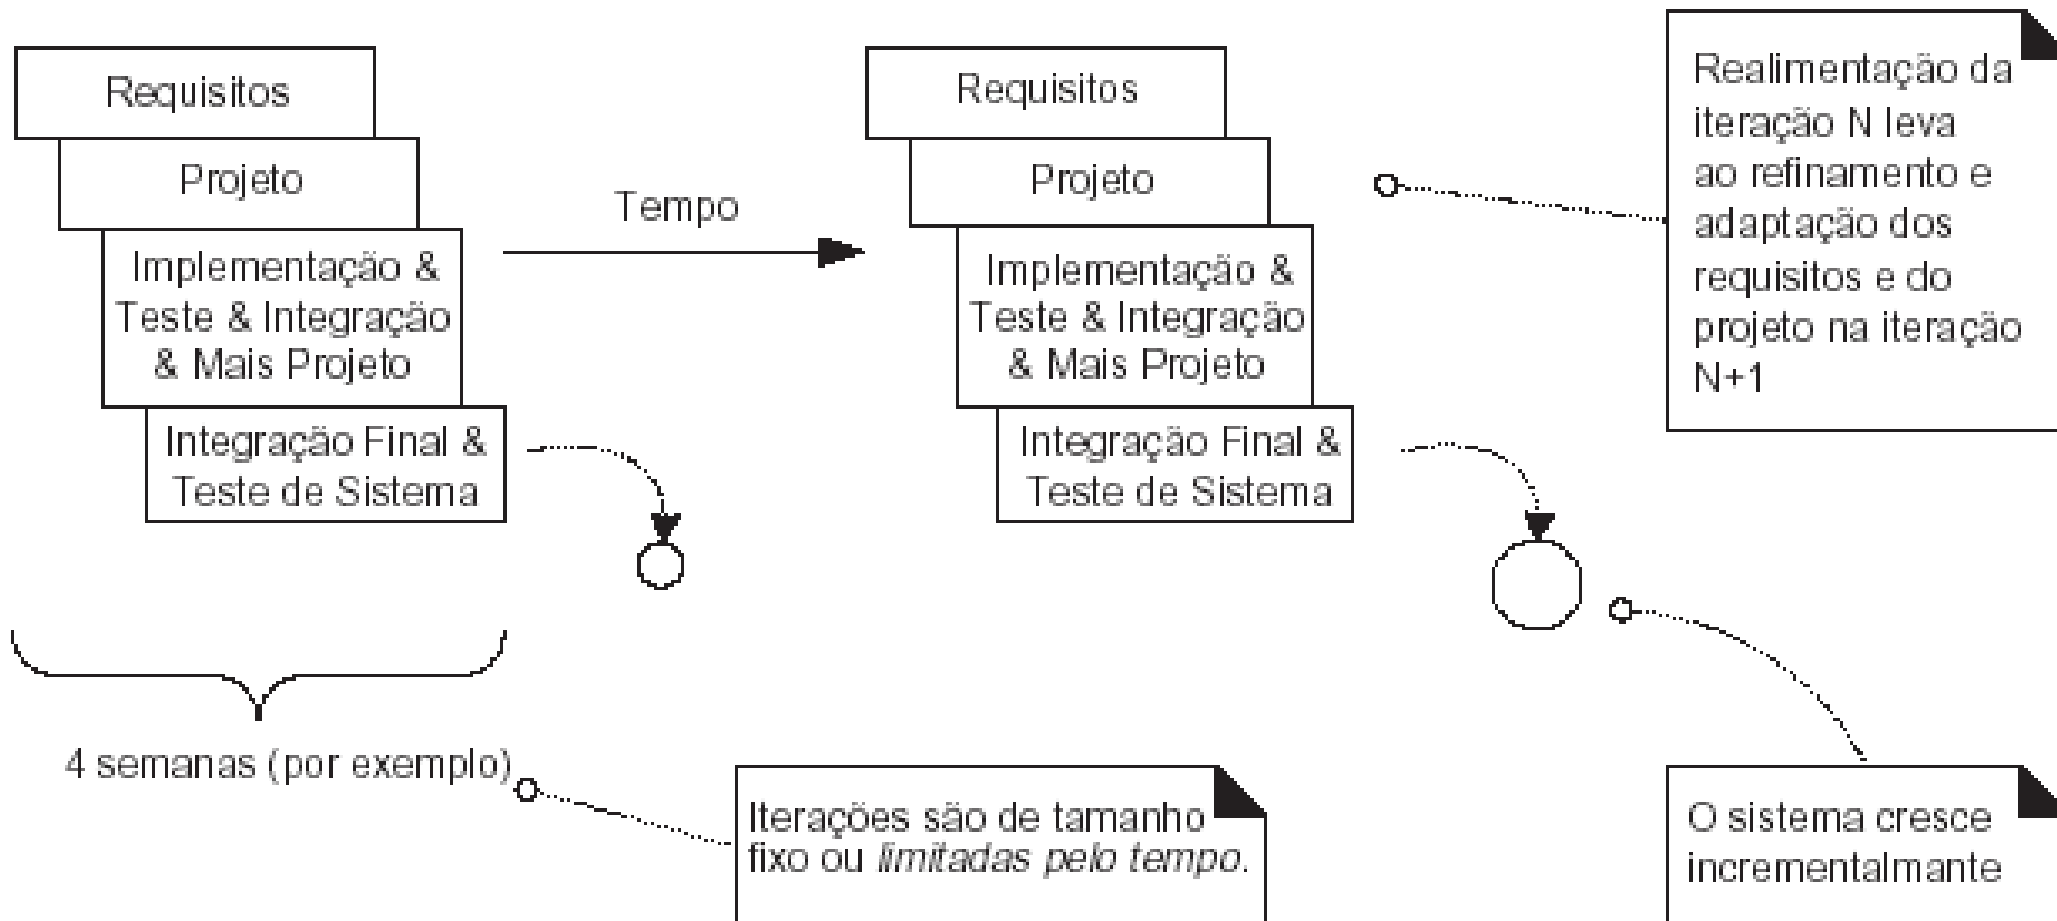 Requisitos
Projeto
Implementação &
Teste & Integração
& Mais Projeto
Integração Final &
Teste de Sistema
Tempo
Requisitos
Projeto
Implementação &
Teste & Integração
& Mais Projeto
Integração Final &
Teste de Sistema
Realimentação da
iteração N leva
ao refinamento e
adaptação dos
requisitos e do
projeto na iteração
N+1
4 semanas (por exemplo)
Iterações são de tamanho
fixo ou limitadas pelo tempo.
O sistema cresce
incrementalmante